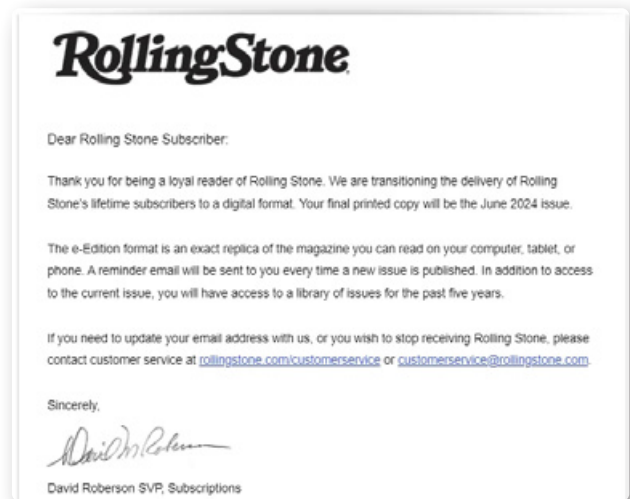 RollingStone
Dear Rolling Stone Subscriber:
Thank you for being a loyal reader of Rolling Stone. We are transitioning the delivery of Rolling
Stone's lifetime subscribers to a digital format. Your final printed copy will be the June 2024 issue.
The e-Edition format is an exact replica of the magazine you can read on your computer, tablet, or
phone. A reminder email will be sent to you every time a new issue is published. In addition to access
to the current issue, you will have access to a library of issues for the past five years.
If you need to update your email address with us, or you wish to stop receiving Rolling Stone, please
contact customer service at rollingstone.com/customerservice or customerservice@rollingstone.com.
Sincerely,
David M Roberson
David Roberson SVP, Subscriptions